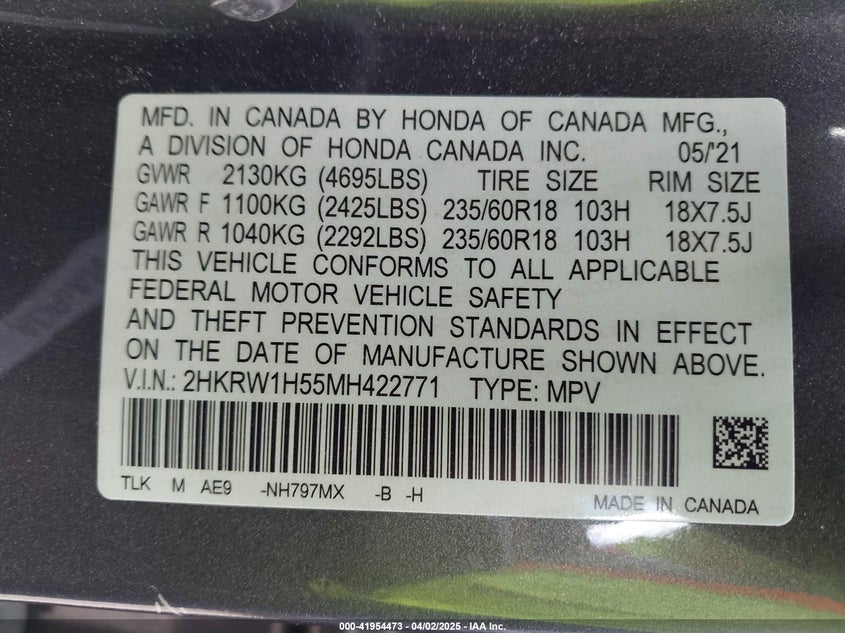 MFD. IN CANADA BY HONDA OF CANADA MFG.,
A DIVISION OF HONDA CANADA INC. 05/'21
GVWR 2130KG (4695LBS) TIRE SIZE RIM SIZE
GAWR F 1100KG (2425LBS) 235/60R18 103H 18X7.5J
GAWR R 1040KG (2292LBS) 235/60R18 103H 18X7.5J
THIS VEHICLE CONFORMS TO ALL APPLICABLE
FEDERAL MOTOR VEHICLE SAFETY
AND THEFT PREVENTION STANDARDS IN EFFECT
ON THE DATE OF MANUFACTURE SHOWN ABOVE.
V.I.N.: 2HKRW1H55MH422771 TYPE: MPV
TLK M AE9 -NH797MX -B -H
MADE IN CANADA
000-41954473 - 04/02/2025 - IAA Inc.